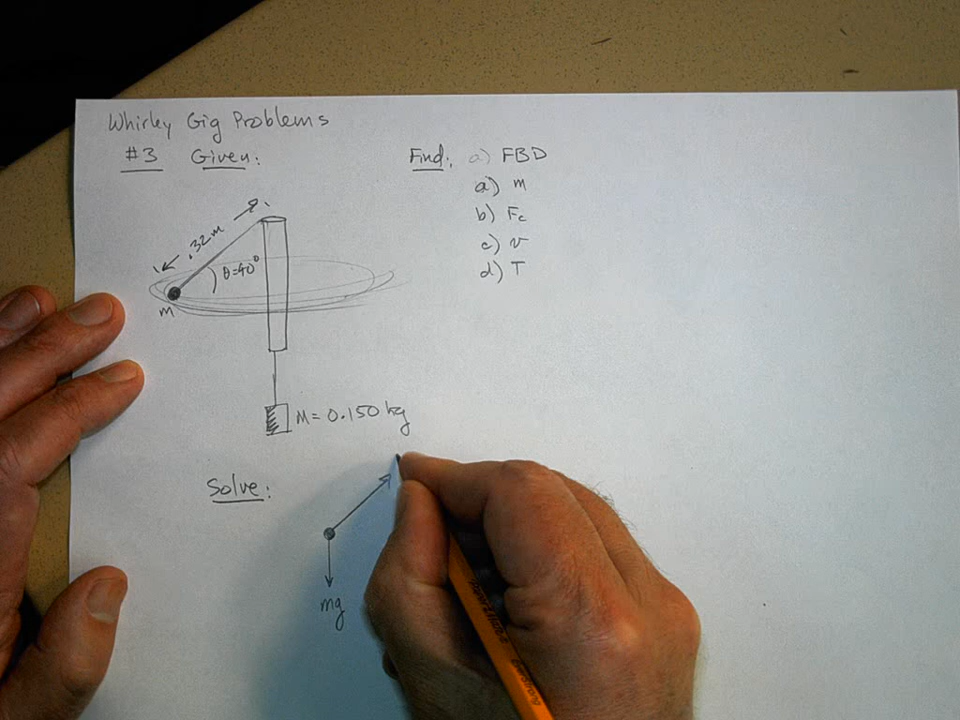 Whirley Gig Problems
#3 Given:
Find: a) FBD
a) m
b) Fc
c) v
d) T
.32m
θ=40°
m
M = 0.150 kg
Solve:
mg